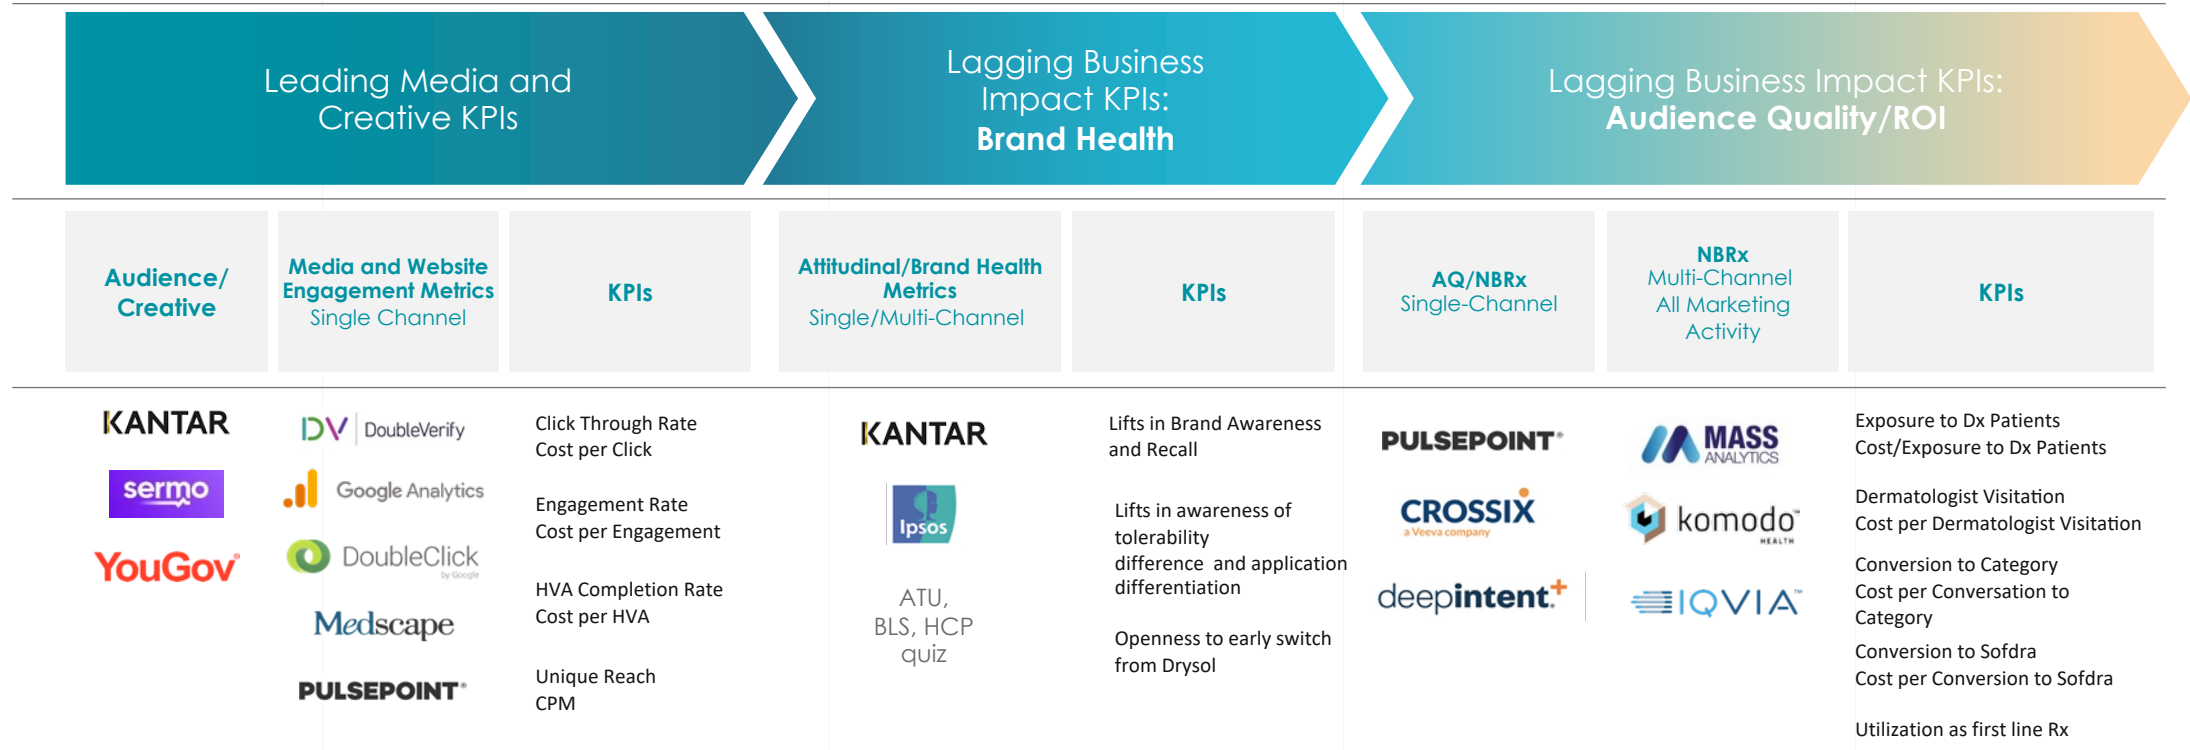 Leading Media and
Creative KPIs
Lagging Business
Impact KPIs:
Brand Health
Lagging Business Impact KPIs:
Audience Quality/ROI
Audience/
Creative
Media and Website
Engagement Metrics
Single Channel
KPIs
Attitudinal/Brand Health
Metrics
Single/Multi-Channel
KPIs
AQ/NBRx
Single-Channel
NBRx
Multi-Channel
All Marketing
Activity
KPIs
KANTAR
sermo
YouGov®
DV DoubleVerify
Google Analytics
DoubleClick
by Google
Medscape
PULSEPOINT®
Click Through Rate
Cost per Click
Engagement Rate
Cost per Engagement
HVA Completion Rate
Cost per HVA
Unique Reach
CPM
KANTAR
Ipsos
ATU,
BLS, HCP
quiz
Lifts in Brand Awareness
and Recall
Lifts in awareness of
tolerability
difference and application
differentiation
Openness to early switch
from Drysol
PULSEPOINT®
CROSSIX
a Veeva company
deepintent+
MASS
ANALYTICS
komodo™
HEALTH
IQVIA™
Exposure to Dx Patients
Cost/Exposure to Dx Patients
Dermatologist Visitation
Cost per Dermatologist Visitation
Conversion to Category
Cost per Conversation to
Category
Conversion to Sofdra
Cost per Conversion to Sofdra
Utilization as first line Rx